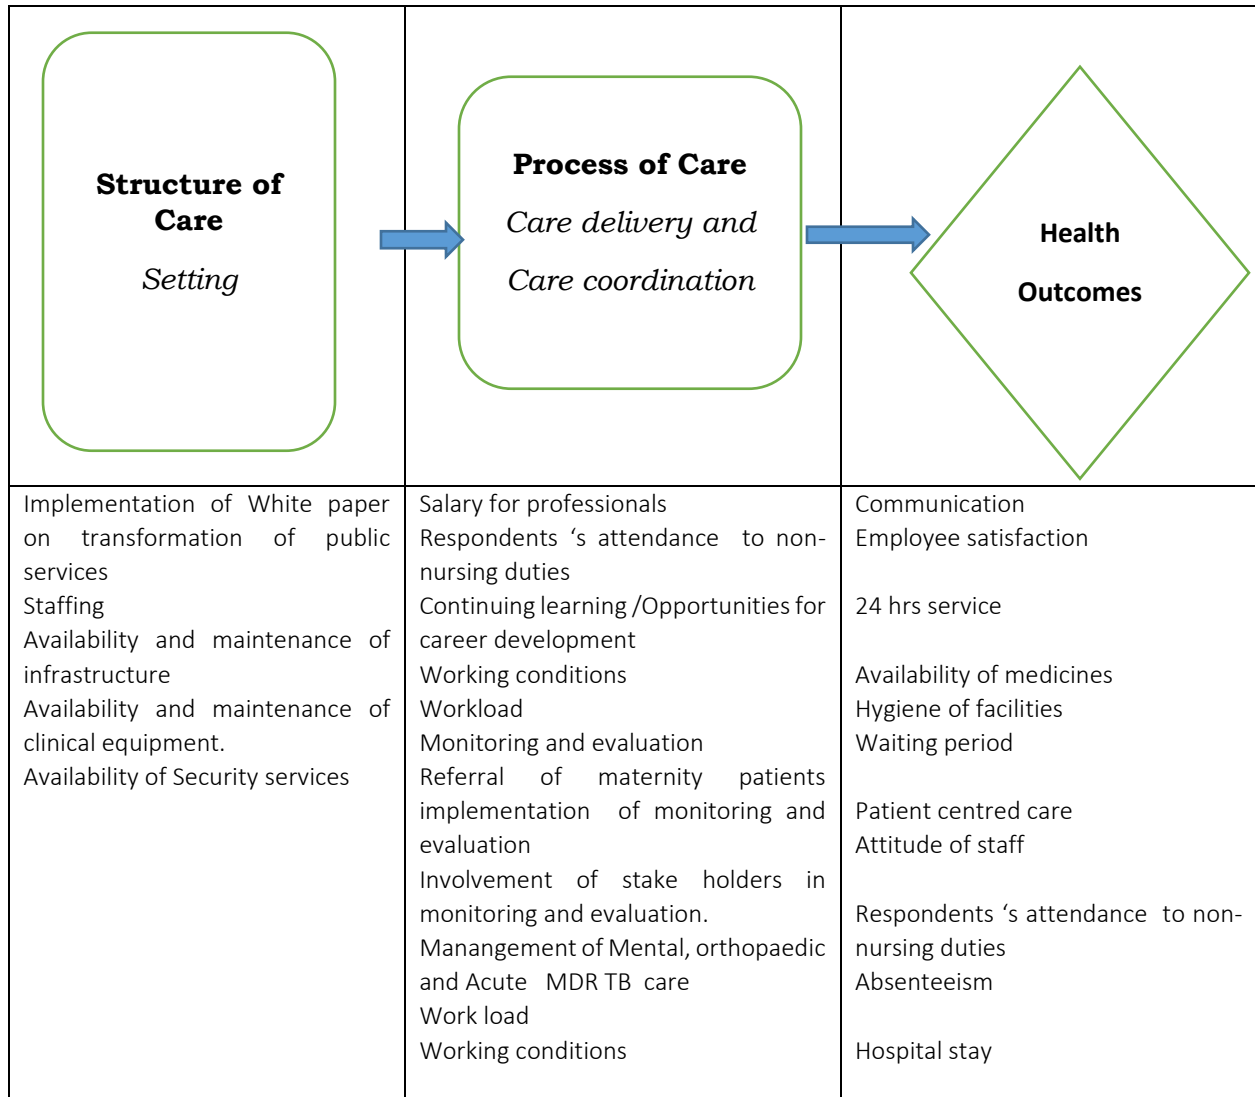 Structure of
Care
Setting
Process of Care
Care delivery and
Care coordination
Health
Outcomes
Implementation of White paper
on transformation of public
services
Staffing
Availability and maintenance of
infrastructure
Availability and maintenance of
clinical equipment.
Availability of Security services
Salary for professionals
Respondents ‘s attendance to non-
nursing duties
Continuing learning /Opportunities for
career development
Working conditions
Workload
Monitoring and evaluation
Referral of maternity patients
implementation of monitoring and
evaluation
Involvement of stake holders in
monitoring and evaluation.
Manangement of Mental, orthopaedic
and Acute MDR TB care
Work load
Working conditions
Communication
Employee satisfaction
24 hrs service
Availability of medicines
Hygiene of facilities
Waiting period
Patient centred care
Attitude of staff
Respondents ‘s attendance to non-
nursing duties
Absenteeism
Hospital stay